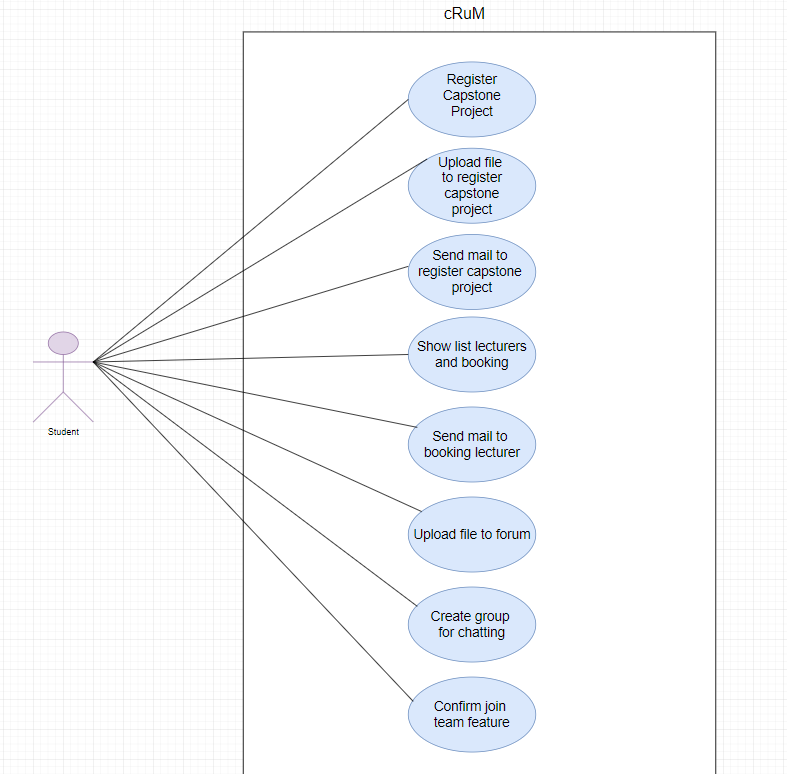 cRuM
Register
Capstone
Project
Upload file
to register
capstone
project
Send mail to
register capstone
project
Show list lecturers
and booking
Student
Send mail to
booking lecturer
Upload file to forum
Create group
for chatting
Confirm join
team feature